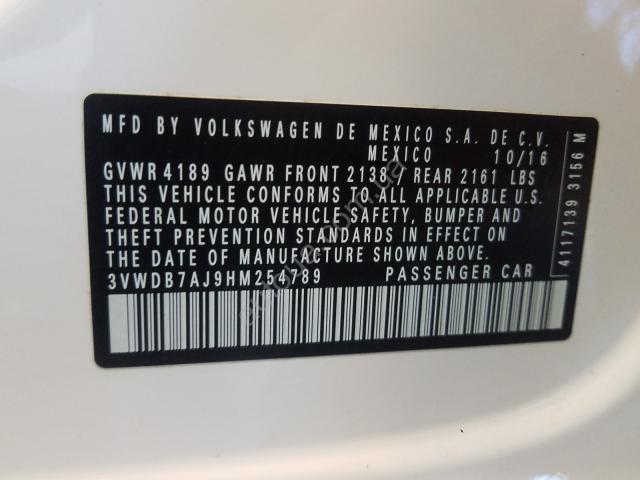 MFD BY VOLKSWAGEN DE MEXICO S.A. DE C.V.
MEXICO 10/16
GVWR 4189 GAWR FRONT 2138 / REAR 2161 LBS
THIS VEHICLE CONFORMS TO ALL APPLICABLE U.S.
FEDERAL MOTOR VEHICLE SAFETY, BUMPER AND
THEFT PREVENTION STANDARDS IN EFFECT ON
THE DATE OF MANUFACTURE SHOWN ABOVE.
3VWDB7AJ9HM254789 PASSENGER CAR
4117139 3156 M